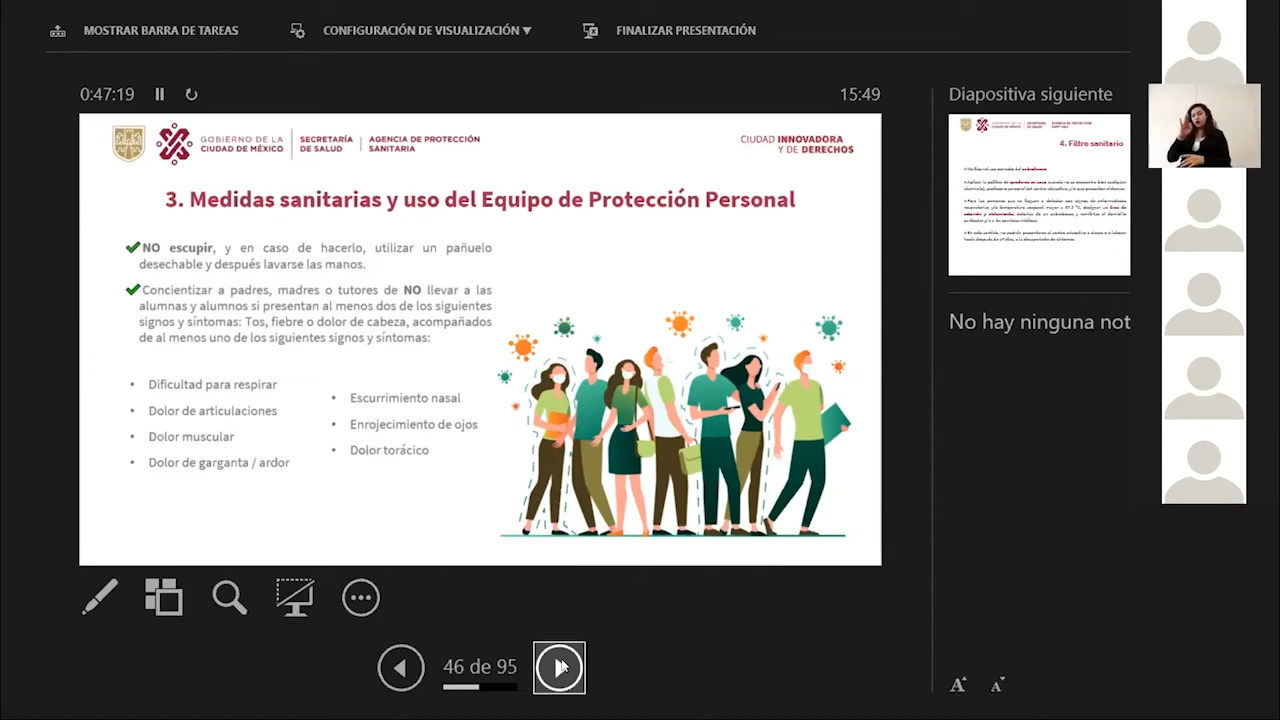 MOSTRAR BARRA DE TAREAS
CONFIGURACIÓN DE VISUALIZACIÓN ▼
FINALIZAR PRESENTACIÓN
0:47:19
15:49
GOBIERNO DE LA
CIUDAD DE MÉXICO
SECRETARÍA
DE SALUD
AGENCIA DE PROTECCIÓN
SANITARIA
CIUDAD INNOVADORA
Y DE DERECHOS
3. Medidas sanitarias y uso del Equipo de Protección Personal
NO escupir, y en caso de hacerlo, utilizar un pañuelo
desechable y después lavarse las manos.
Concientizar a padres, madres o tutores de NO llevar a las
alumnas y alumnos si presentan al menos dos de los siguientes
signos y síntomas: Tos, fiebre o dolor de cabeza, acompañados
de al menos uno de los siguientes signos y síntomas:
• Dificultad para respirar
• Dolor de articulaciones
• Dolor muscular
• Dolor de garganta / ardor
• Escurrimiento nasal
• Enrojecimiento de ojos
• Dolor torácico
46 de 95
Diapositiva siguiente
4. Filtro sanitario
No hay ninguna not
A A